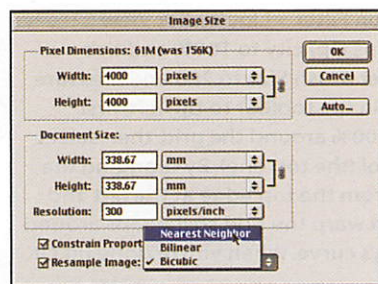 Image Size
Pixel Dimensions: 61M (was 156K)
Width: 4000 pixels
Height: 4000 pixels
OK
Cancel
Auto...
Document Size:
Width: 338.67 mm
Height: 338.67 mm
Resolution: 300 pixels/inch
Constrain Proport
Resample Image:
Nearest Neighbor
Bilinear
✓ Bicubic